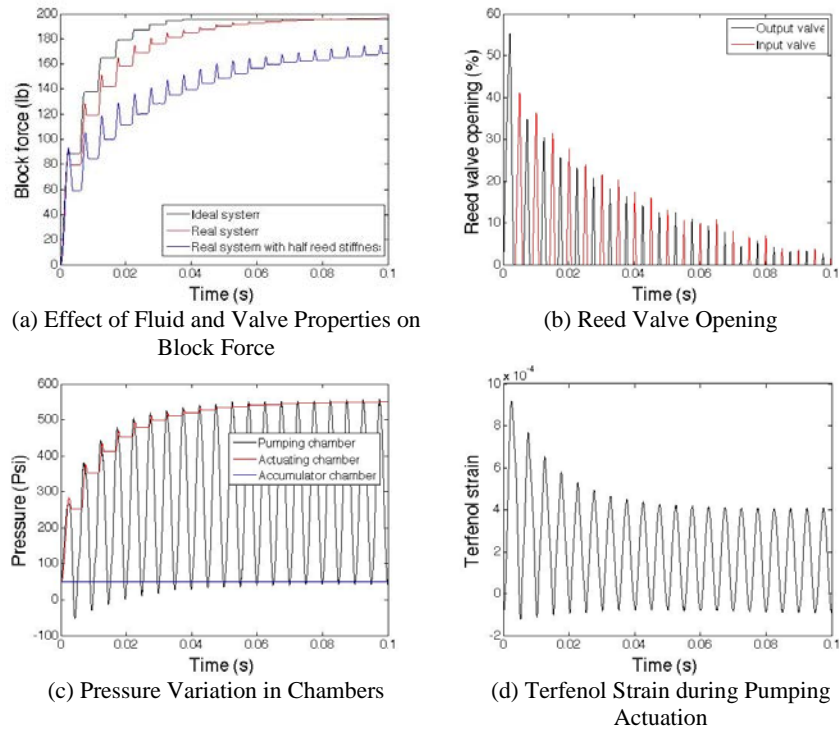 200
180
160
140
120
100
80
60
40
20
0
Block force (lb)
Ideal system
Real system
Real system with half reed stiffness
0
0.02
0.04
0.06
0.08
0.1
Time (s)
(a) Effect of Fluid and Valve Properties on
Block Force
60
50
40
30
20
10
0
Reed valve opening (%)
Output valve
Input valve
0
0.02
0.04
0.06
0.08
0.1
Time (s)
(b) Reed Valve Opening
600
500
400
300
200
100
0
-100
Pressure (Psi)
Pumping chamber
Actuating chamber
Accumulator chamber
0
0.02
0.04
0.06
0.08
0.1
Time (s)
(c) Pressure Variation in Chambers
x 10-4
10
8
6
4
2
0
-2
Terfenol strain
0
0.02
0.04
0.06
0.08
0.1
Time (s)
(d) Terfenol Strain during Pumping
Actuation